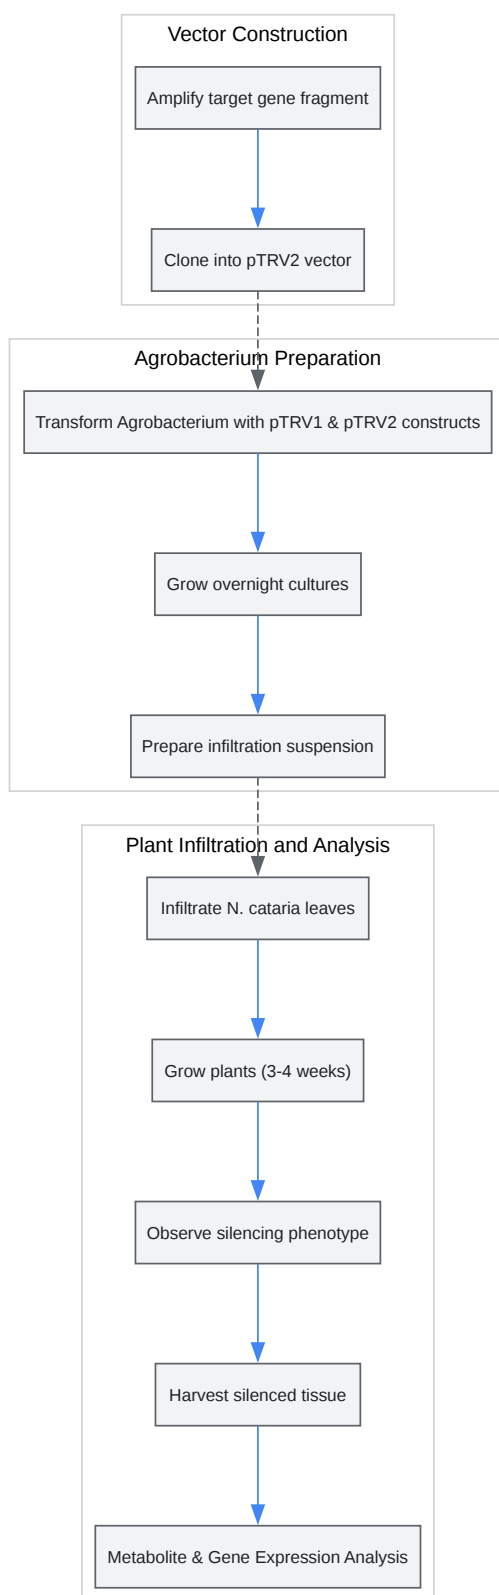 Vector Construction
Amplify target gene fragment
Clone into pTRV2 vector
Agrobacterium Preparation
Transform Agrobacterium with pTRV1 & pTRV2 constructs
Grow overnight cultures
Prepare infiltration suspension
Plant Infiltration and Analysis
Infiltrate N. cataria leaves
Grow plants (3-4 weeks)
Observe silencing phenotype
Harvest silenced tissue
Metabolite & Gene Expression Analysis